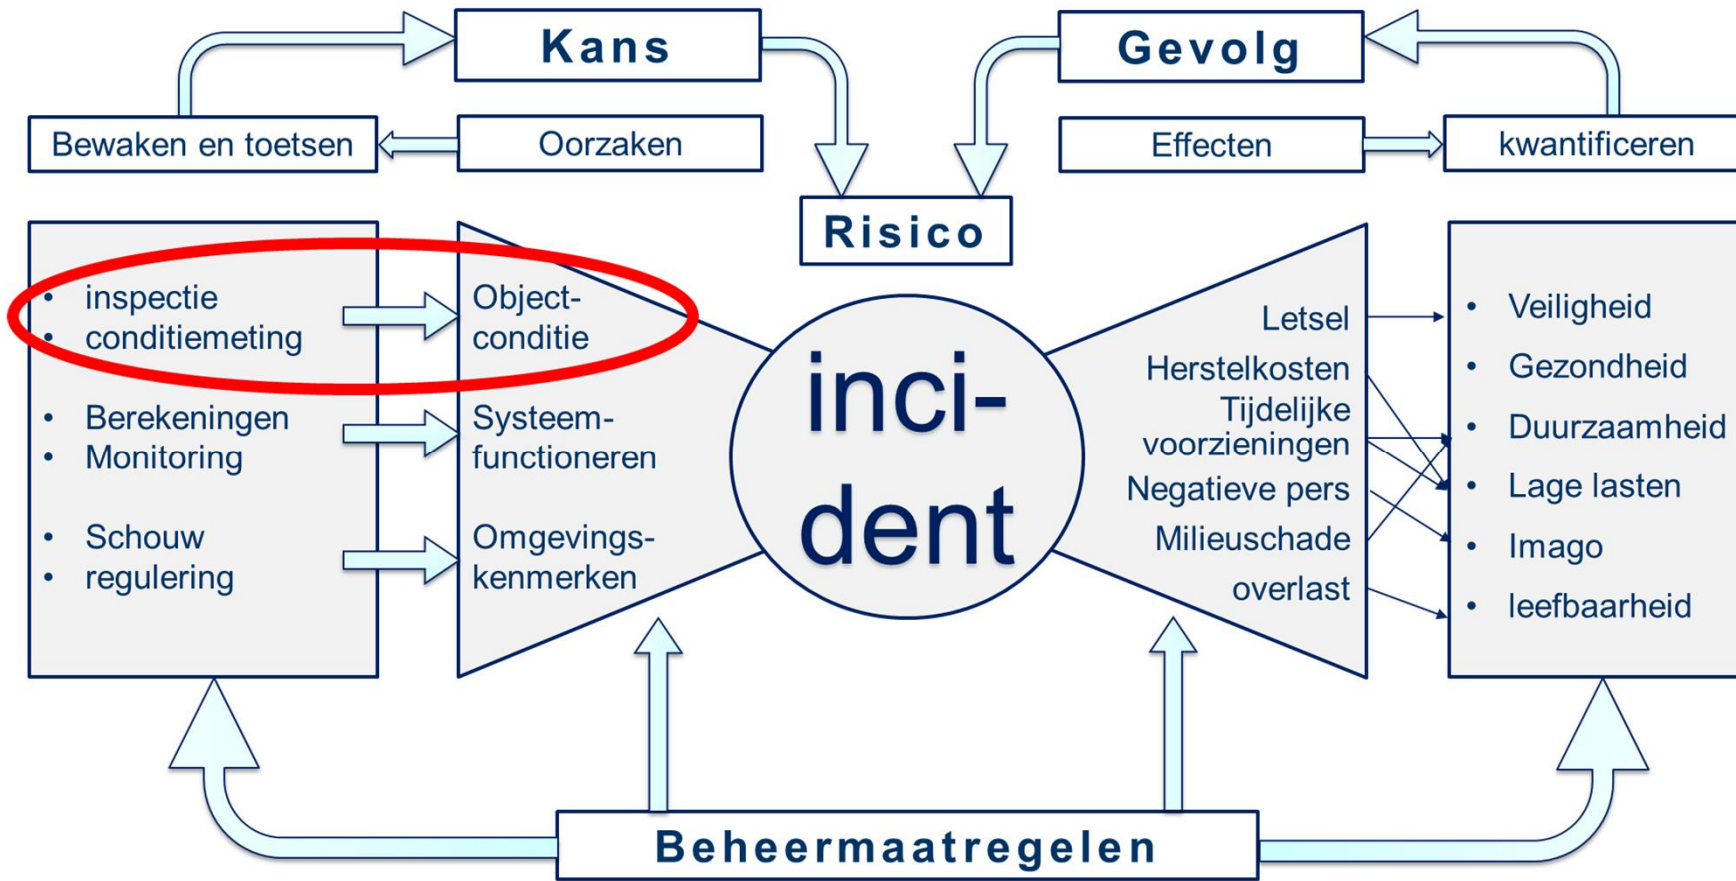 Kans
Gevolg
Bewaken en toetsen
Oorzaken
Effecten
kwantificeren
Risico
• inspectie
• conditiemeting
• Berekeningen
• Monitoring
• Schouw
• regulering
Object-
conditie
Systeem-
functioneren
Omgevings-
kenmerken
inci-
dent
Letsel
Herstelkosten
Tijdelijke
voorzieningen
Negatieve pers
Milieuschade
overlast
• Veiligheid
• Gezondheid
• Duurzaamheid
• Lage lasten
• Imago
• leefbaarheid
Beheermaatregelen